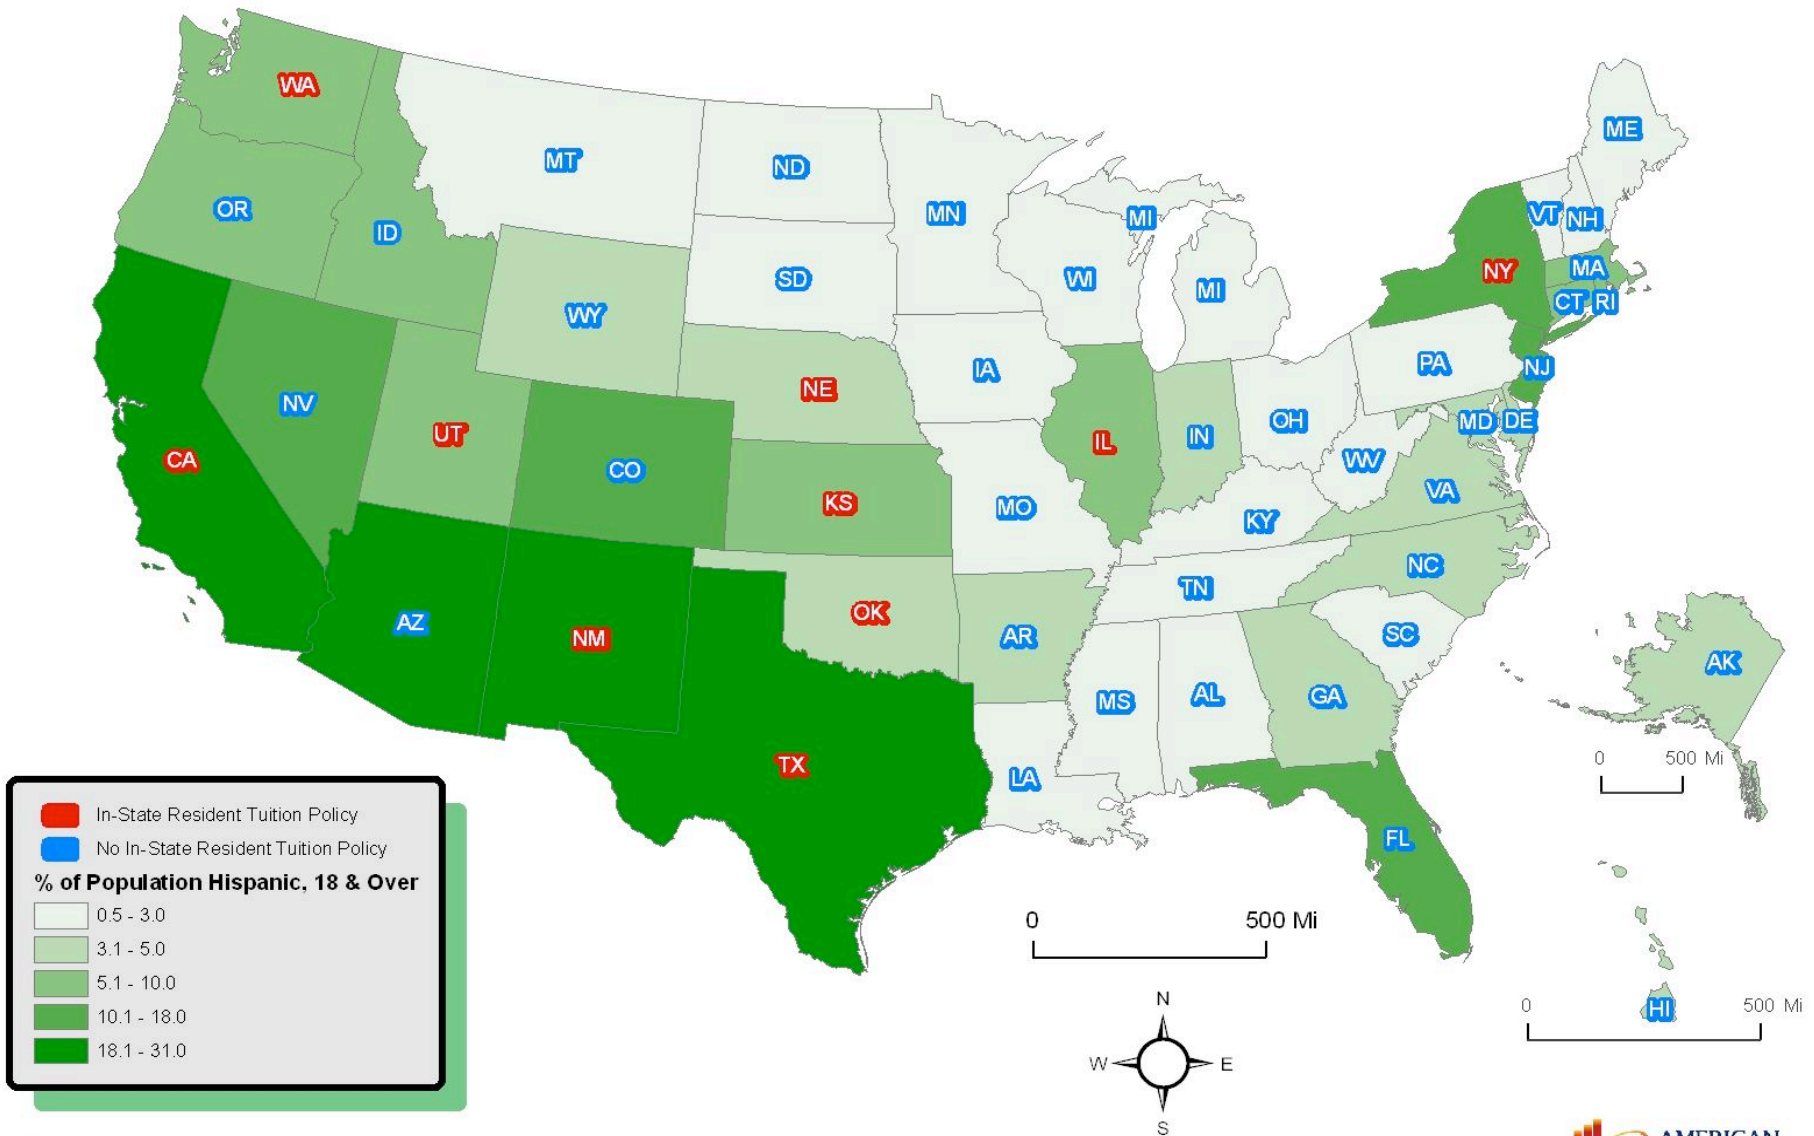 WA
MT
ND
MN
ME
OR
ID
MI
VT
NH
SD
WI
MI
NY
MA
CT
RI
WY
NE
IA
PA
NJ
NV
UT
CO
IL
IN
OH
MD
DE
CA
KS
MO
WV
VA
KY
NC
AZ
NM
OK
AR
TN
SC
AK
TX
MS
AL
GA
LA
FL
0 500 Mi
In-State Resident Tuition Policy
No In-State Resident Tuition Policy
% of Population Hispanic, 18 & Over
0.5 - 3.0
3.1 - 5.0
5.1 - 10.0
10.1 - 18.0
18.1 - 31.0
0 500 Mi
HI
0 500 Mi
N
W E
S
AMERICAN